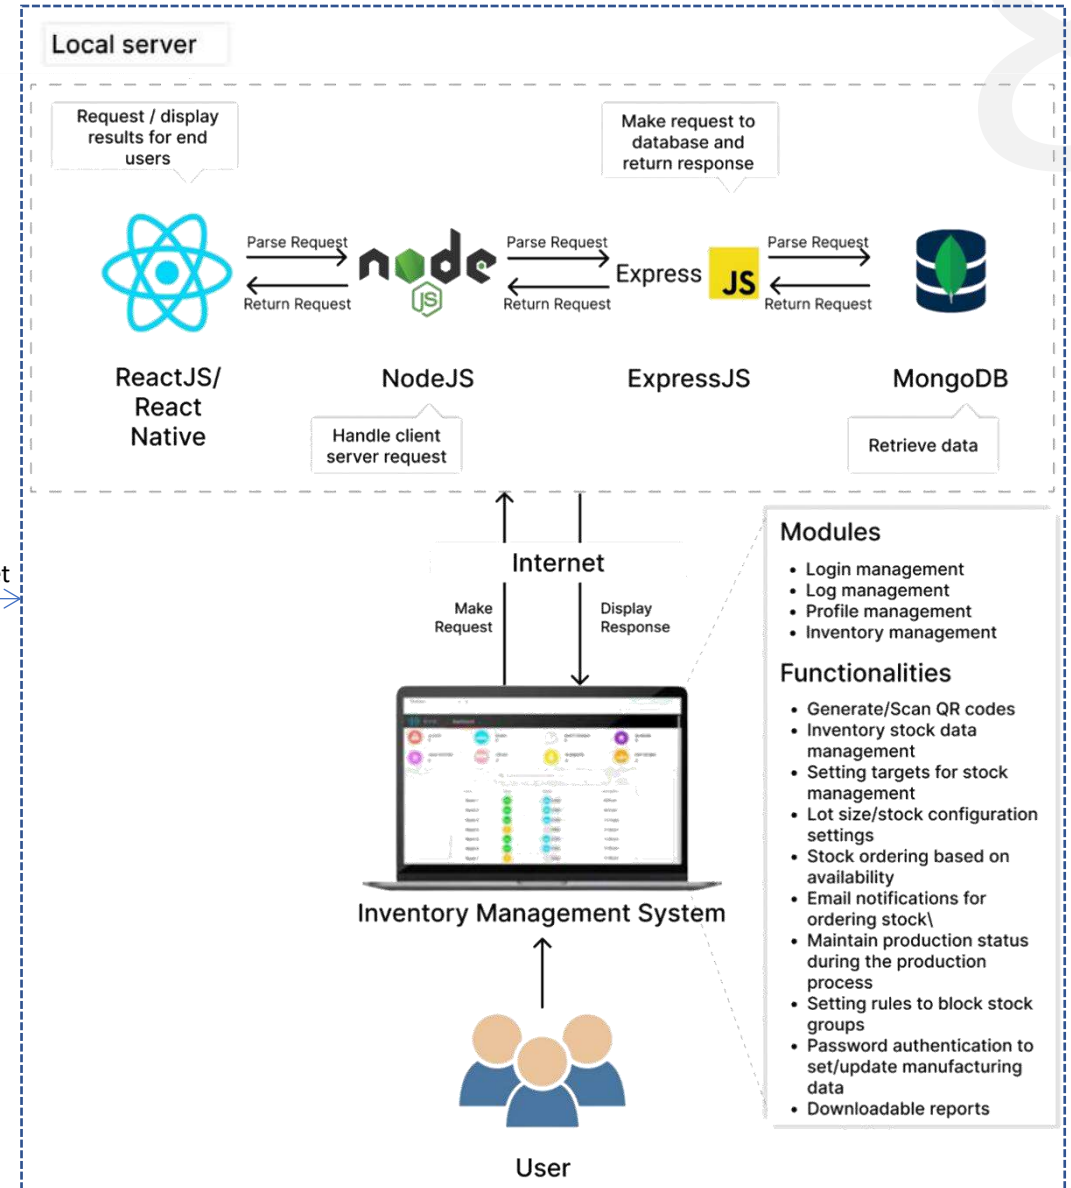 Local server
Request / display
results for end
users
Make request to
database and
return response
Parse Request
Return Request
node
JS
Parse Request
Return Request
Express
JS
Parse Request
Return Request
ReactJS/
React
Native
NodeJS
ExpressJS
MongoDB
Handle client
server request
Retrieve data
Internet
Make
Request
Display
Response
Modules
• Login management
• Log management
• Profile management
• Inventory management
Functionalities
• Generate/Scan QR codes
• Inventory stock data
management
• Setting targets for stock
management
• Lot size/stock configuration
settings
• Stock ordering based on
availability
• Email notifications for
ordering stock\
• Maintain production status
during the production
process
• Setting rules to block stock
groups
• Password authentication to
set/update manufacturing
data
• Downloadable reports
Inventory Management System
User